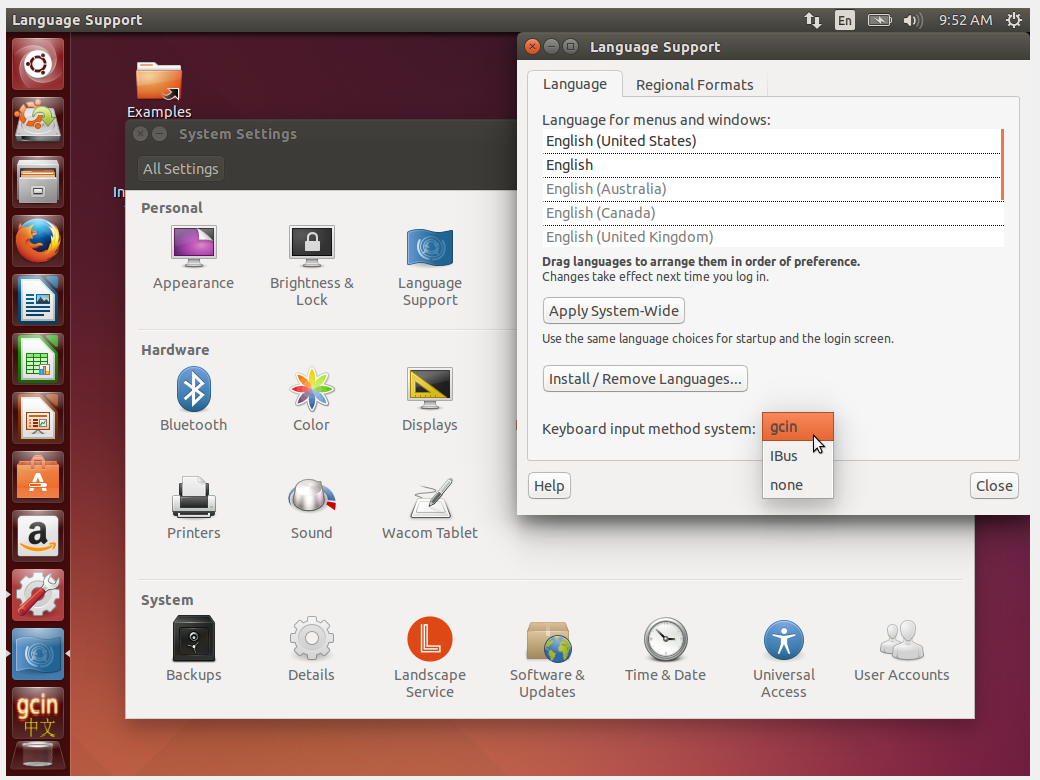 Language Support
En
9:52 AM
Examples
In
System Settings
All Settings
Personal
Appearance
Brightness &
Lock
Language
Support
Hardware
Bluetooth
Color
Displays
Printers
Sound
Wacom Tablet
System
Backups
Details
Landscape
Service
Software &
Updates
Time & Date
Universal
Access
User Accounts
Language Support
Language
Regional Formats
Language for menus and windows:
English (United States)
English
English (Australia)
English (Canada)
English (United Kingdom)
Drag languages to arrange them in order of preference.
Changes take effect next time you log in.
Apply System-Wide
Use the same language choices for startup and the login screen.
Install / Remove Languages...
Keyboard input method system:
gcin
IBus
none
Help
Close
a
gcin
中文